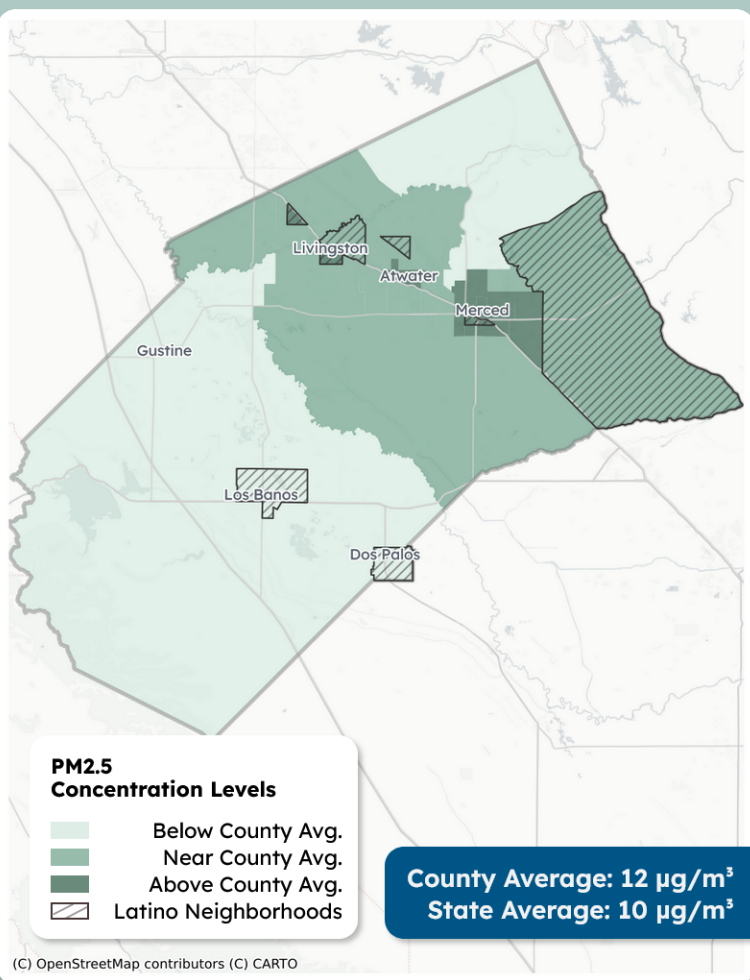 Livingston
Atwater
Merced
Gustine
Los Banos
Dos Palos
PM2.5
Concentration Levels
Below County Avg.
Near County Avg.
Above County Avg.
Latino Neighborhoods
County Average: 12 µg/m³
State Average: 10 µg/m³
(C) OpenStreetMap contributors (C) CARTO